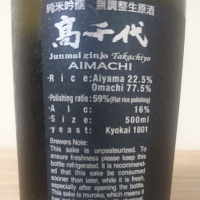 純米吟醸 無調整生原酒
髙千代
Junmai ginjo Takachiyo
AIMACHI
・Rice: Aiyama 22.5%
Omachi 77.5%
・Polishing ratio: 59%(Flat rice polishing)
・Alc: 16%
・Size: 500ml
・yeast: Kyokai 1801
Brewers Note:
This sake is unpasteurized. To
ensure freshness please keep this
bottle refrigerated. It is recommended
that this sake be consumed
sooner than later, while it is fresh,
especially after opening the bottle.
This sake is muroka, which means